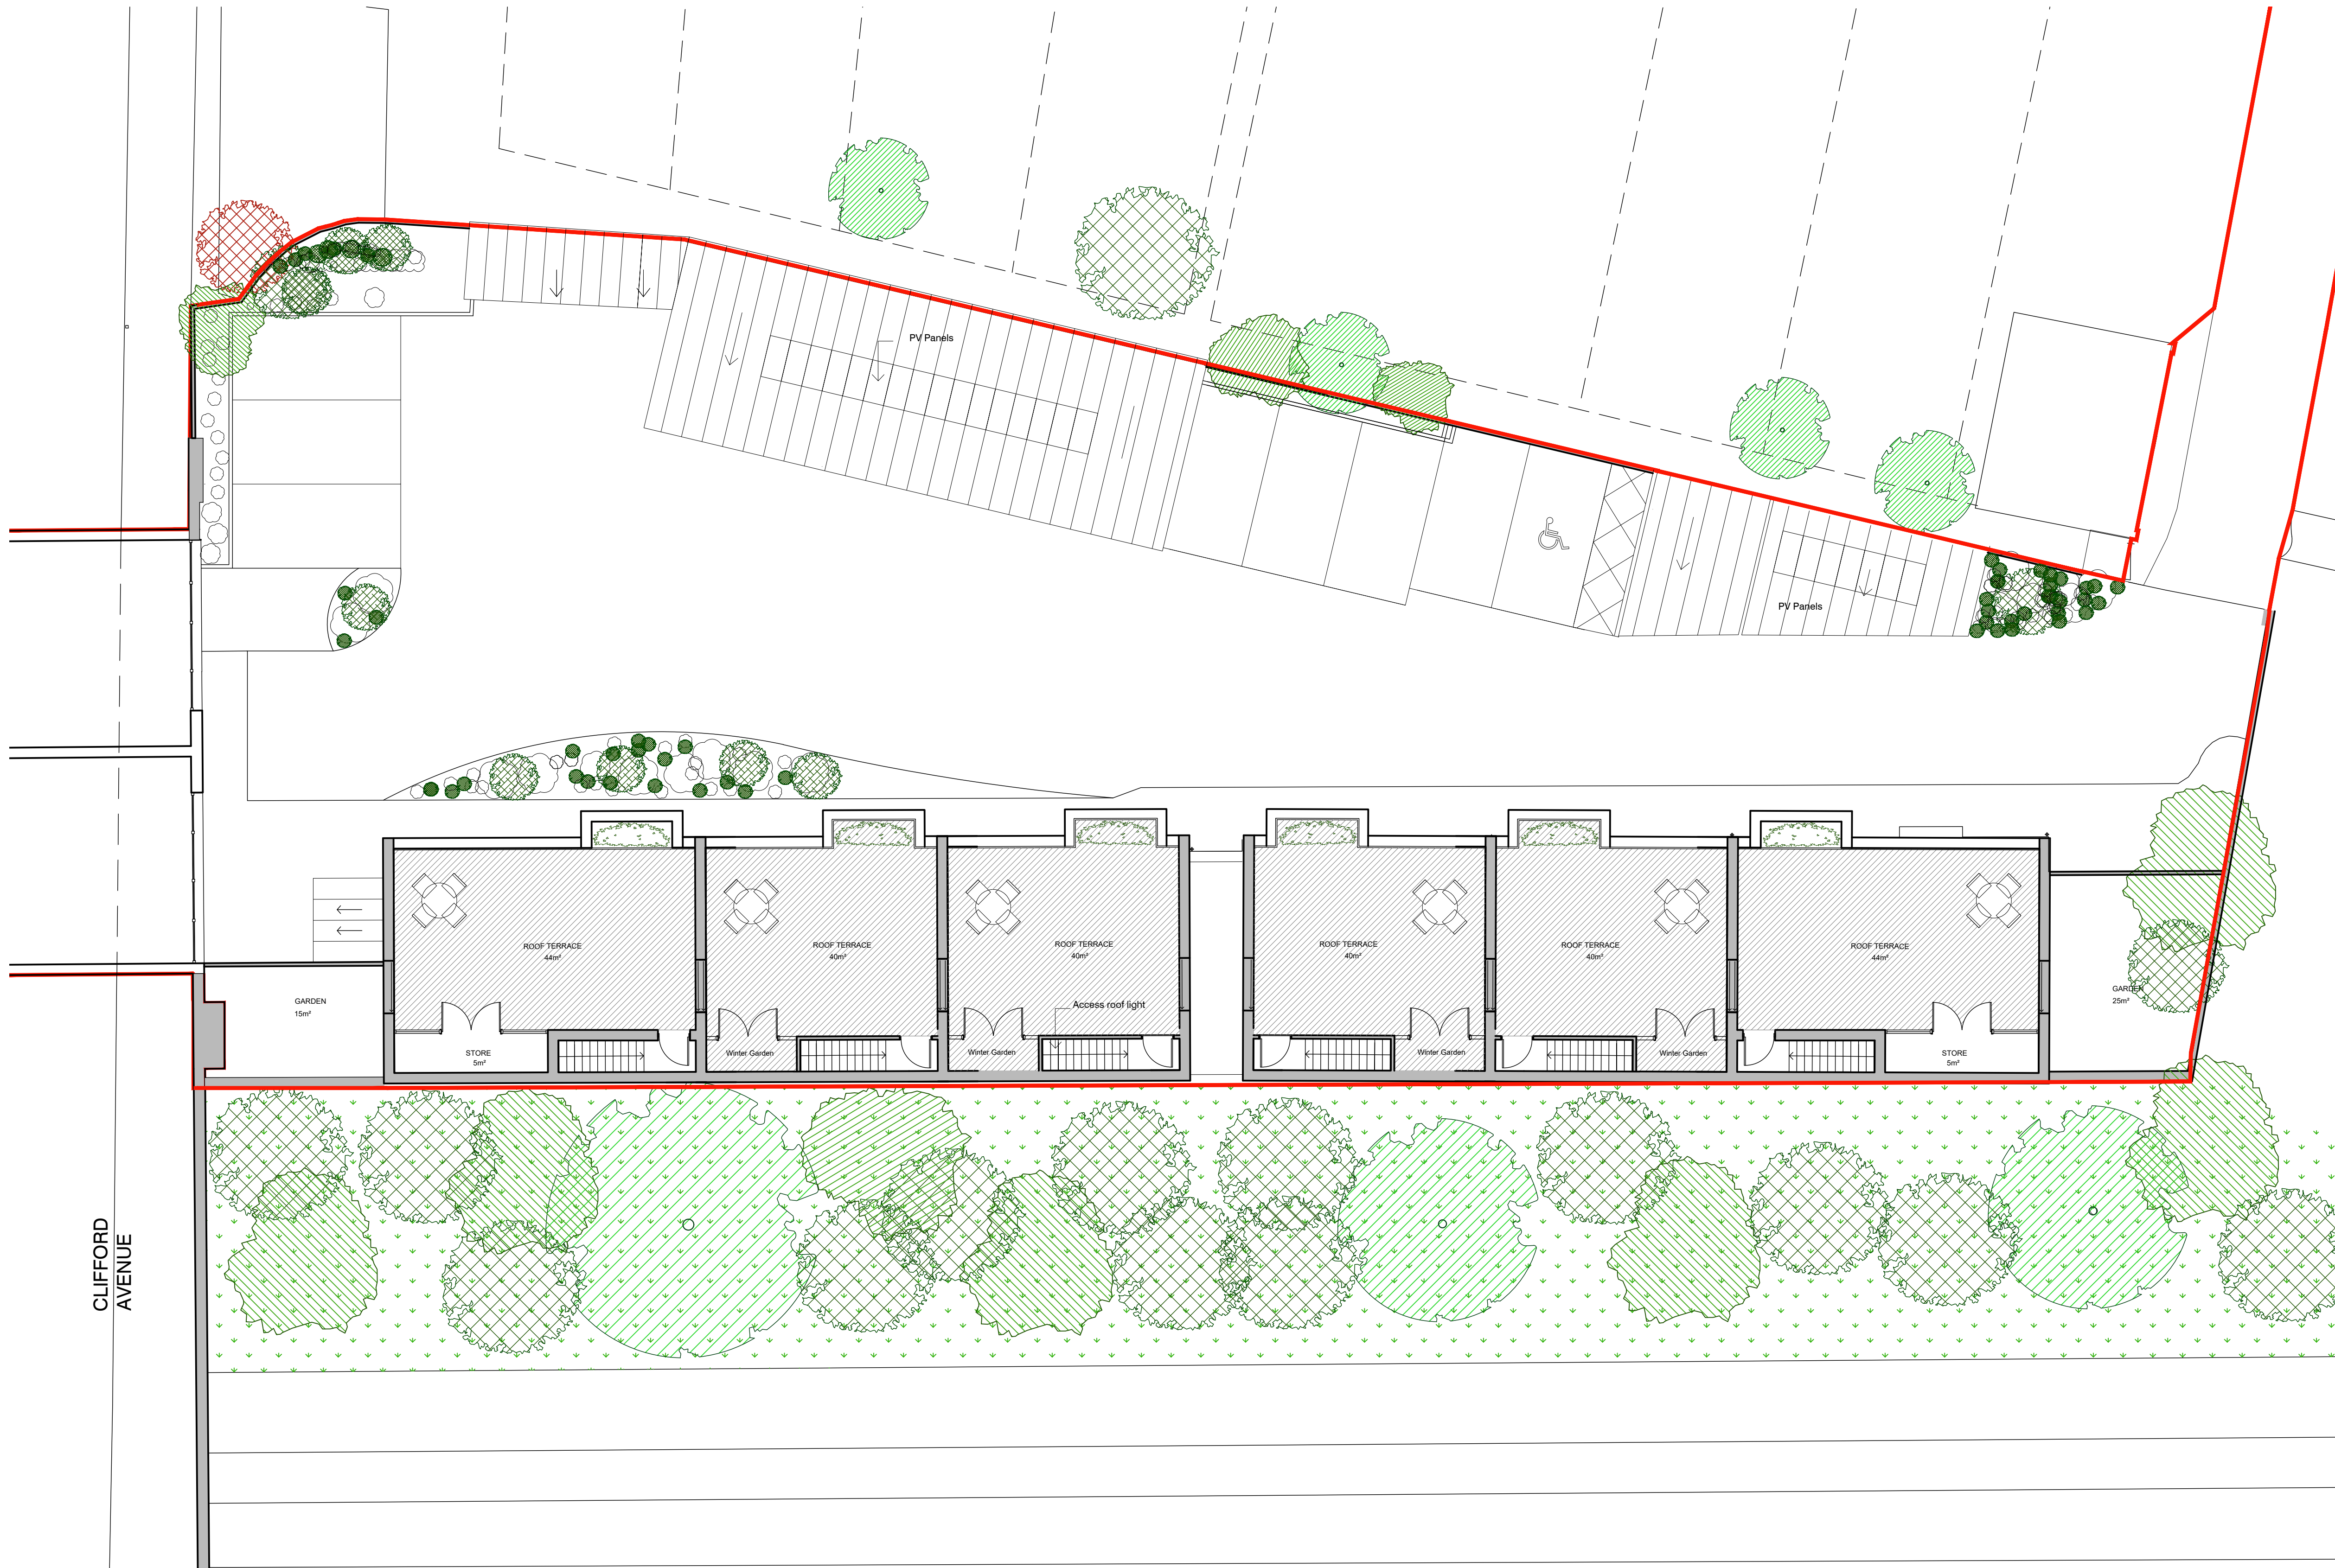 PV Panels
PV Panels
ROOF TERRACE
44m²
ROOF TERRACE
40m²
ROOF TERRACE
40m²
ROOF TERRACE
40m²
ROOF TERRACE
40m²
ROOF TERRACE
44m²
GARDEN
15m²
Access roof light
GARDEN
25m²
STORE
5m²
Winter Garden
Winter Garden
Winter Garden
Winter Garden
STORE
5m²
CLIFFORD
AVENUE